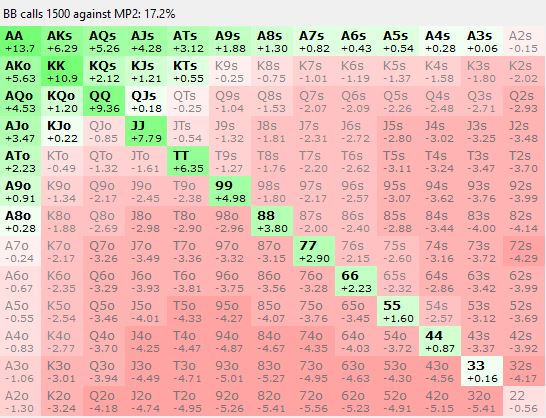 BB calls 1500 against MP2: 17.2%
AA AKs AQs AJs ATs A9s A8s A7s A6s A5s A4s A3s A2s
+13.7 +6.29 +5.26 +4.28 +3.12 +1.88 +1.30 +0.82 +0.43 +0.54 +0.28 +0.06 -0.15
AKo KK KQs KJs KTs K9s K8s K7s K6s K5s K4s K3s K2s
+5.63 +10.9 +2.12 +1.21 +0.55 -0.25 -0.75 -1.01 -1.19 -1.37 -1.58 -1.80 -2.02
AQo KQo QQ QJs QTs Q9s Q8s Q7s Q6s Q5s Q4s Q3s Q2s
+4.53 +1.20 +9.36 +0.18 -0.25 -1.04 -1.53 -2.07 -2.09 -2.26 -2.48 -2.71 -2.93
AJo KJo QJo JJ JTs J9s J8s J7s J6s J5s J4s J3s J2s
+3.47 +0.22 -0.85 +7.79 -0.54 -1.32 -1.81 -2.31 -2.72 -2.80 -3.02 -3.25 -3.48
ATo KTo QTo JTo TT T9s T8s T7s T6s T5s T4s T3s T2s
+2.23 -0.49 -1.32 -1.61 +6.35 -1.27 -1.76 -2.20 -2.62 -3.11 -3.24 -3.47 -3.70
A9o K9o Q9o J9o T9o 99 98s 97s 96s 95s 94s 93s 92s
+0.91 -1.34 -2.17 -2.45 -2.38 +4.98 -1.80 -2.17 -2.57 -3.07 -3.62 -3.76 -3.99
A8o K8o Q8o J8o T8o 98o 88 87s 86s 85s 84s 83s 82s
+0.28 -1.88 -2.69 -2.98 -2.90 -2.96 +3.80 -2.00 -2.40 -2.88 -3.44 -4.00 -4.14
A7o K7o Q7o J7o T7o 97o 87o 77 76s 75s 74s 73s 72s
-0.24 -2.17 -3.26 -3.49 -3.36 -3.32 -3.15 +2.90 -2.15 -2.60 -3.16 -3.72 -4.29
A6o K6o Q6o J6o T6o 96o 86o 76o 66 65s 64s 63s 62s
-0.67 -2.35 -3.29 -3.93 -3.81 -3.75 -3.56 -3.28 +2.23 -2.32 -2.86 -3.42 -3.99
A5o K5o Q5o J5o T5o 95o 85o 75o 65o 55 54s 53s 52s
-0.55 -2.54 -3.46 -4.01 -4.33 -4.27 -4.07 -3.76 -3.45 +1.60 -2.57 -3.12 -3.69
A4o K4o Q4o J4o T4o 94o 84o 74o 64o 54o 44 43s 42s
-0.83 -2.77 -3.70 -4.25 -4.47 -4.87 -4.67 -4.35 -4.03 -3.72 +0.87 -3.37 -3.92
A3o K3o Q3o J3o T3o 93o 83o 73o 63o 53o 43o 33 32s
-1.06 -3.01 -3.94 -4.49 -4.71 -5.01 -5.27 -4.95 -4.63 -4.30 -4.56 +0.16 -4.17
A2o K2o Q2o J2o T2o 92o 82o 72o 62o 52o 42o 32o 22
-1.30 -3.24 -4.18 -4.74 -4.95 -5.26 -5.41 -5.56 -5.23 -4.91 -5.15 -5.41 -0.56